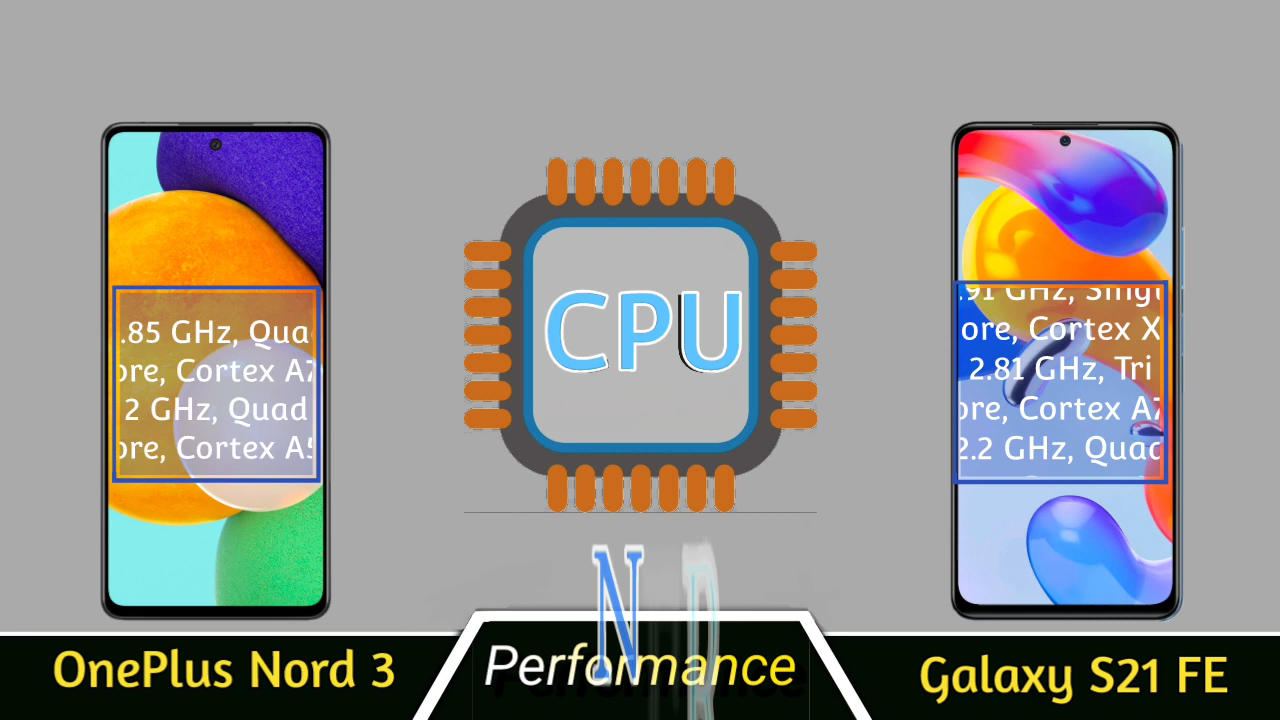 .85 GHz, Qua
ore, Cortex A7
2 GHz, Quad
ore, Cortex A5
CPU
.91 GHz, Singl
ore, Cortex X
2.81 GHz, Tri
ore, Cortex A7
2.2 GHz, Quad
N
OnePlus Nord 3
Performance
Galaxy S21 FE